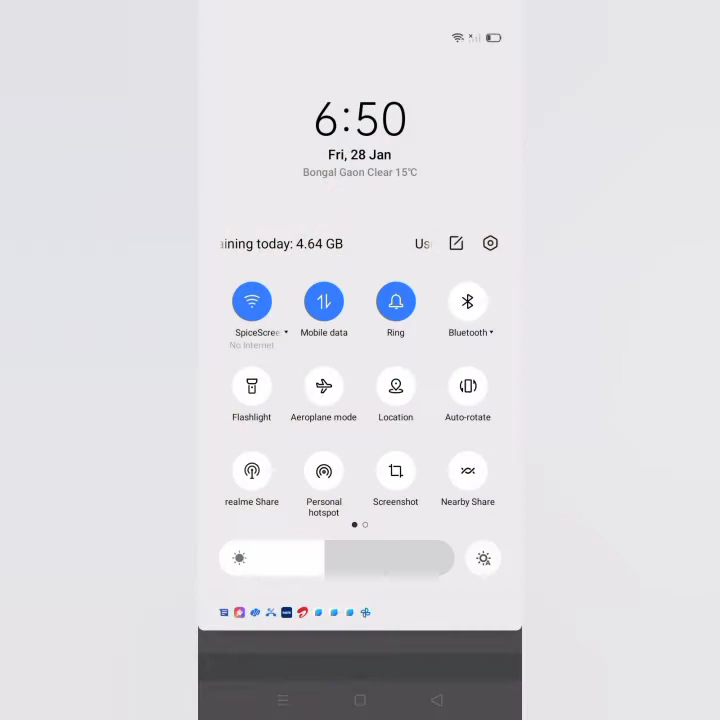 6:50
Fri, 28 Jan
Bongal Gaon Clear 15°C
aining today: 4.64 GB Us
SpiceScree Mobile data Ring Bluetooth
No Internet
Flashlight Aeroplane mode Location Auto-rotate
realme Share Personal hotspot Screenshot Nearby Share